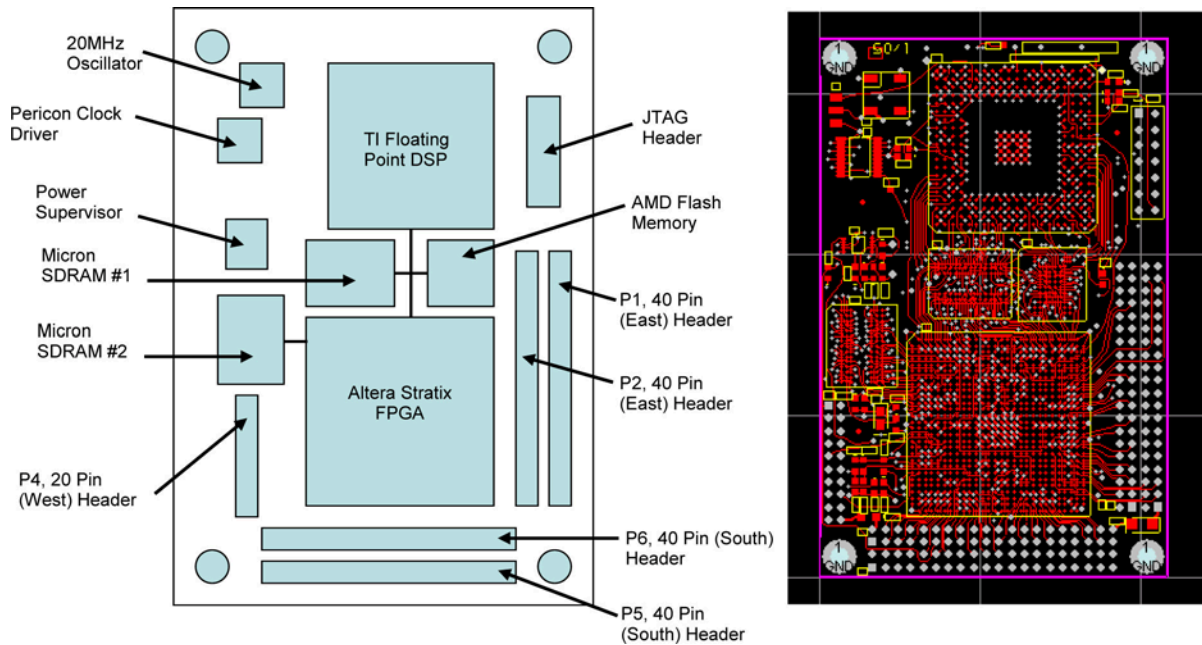 20MHz
Oscillator
Pericon Clock
Driver
Power
Supervisor
Micron
SDRAM #1
Micron
SDRAM #2
P4, 20 Pin
(West) Header
TI Floating
Point DSP
Altera Stratix
FPGA
JTAG
Header
AMD Flash
Memory
P1, 40 Pin
(East) Header
P2, 40 Pin
(East) Header
P6, 40 Pin (South)
Header
P5, 40 Pin
(South) Header
1
GND
1
GND
1
GND
1
GND